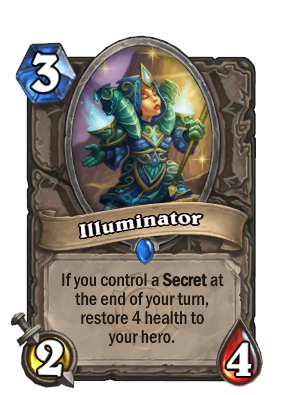 3
Illuminator
If you control a Secret at
the end of your turn,
restore 4 health to
your hero.
2
4